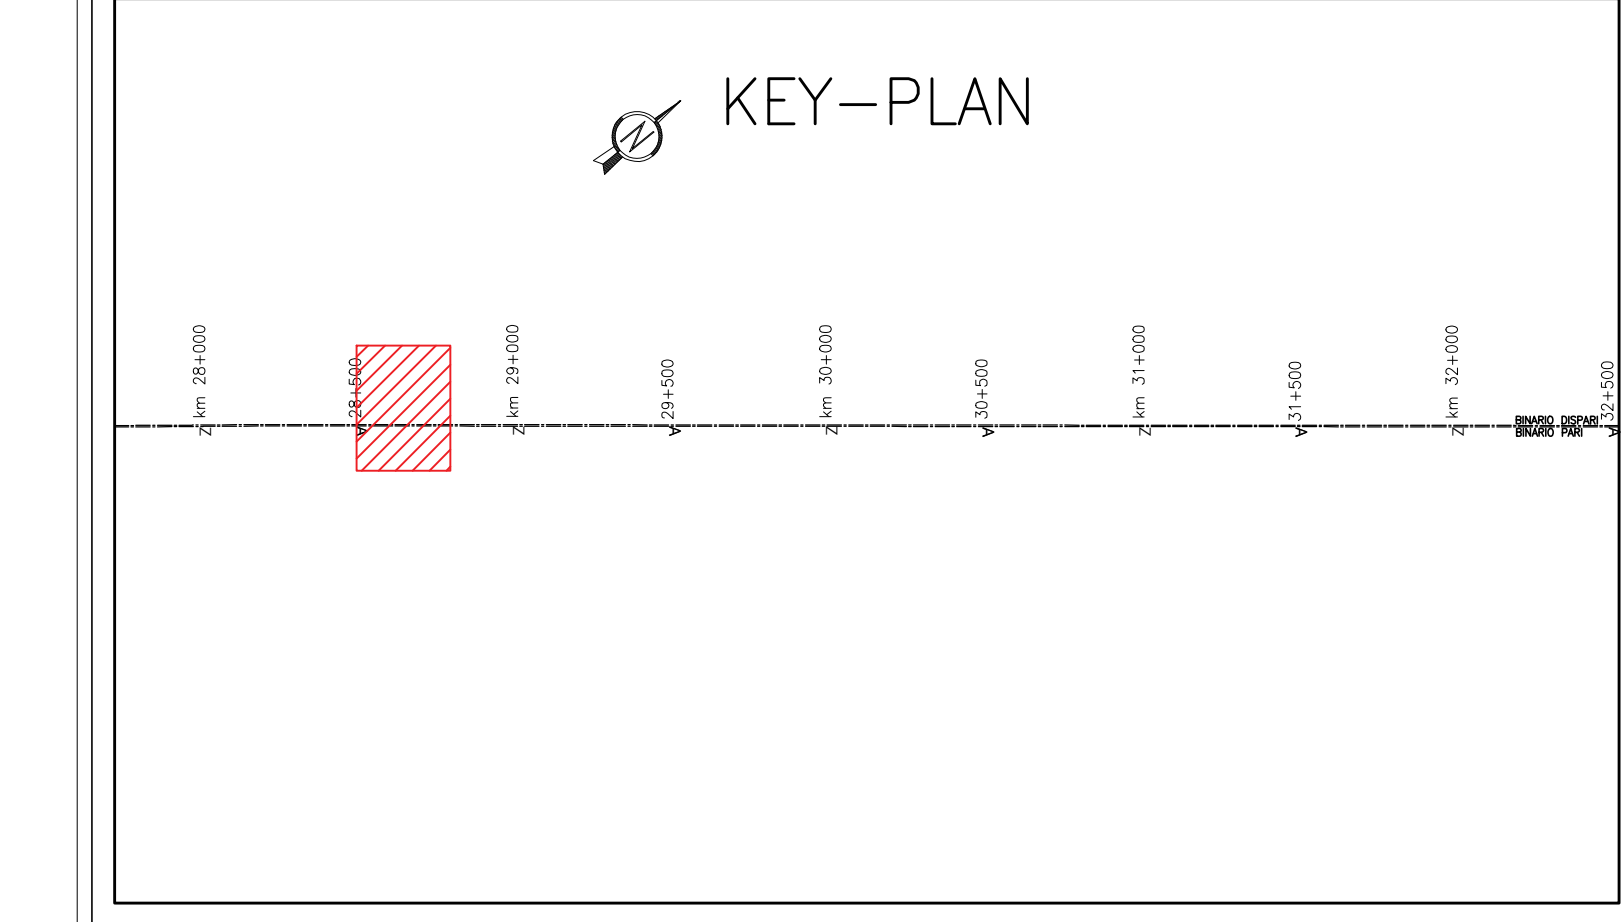 KEY-PLAN
N
km 28+000
28+500
km 29+000
29+500
km 30+000
30+500
km 31+000
31+500
km 32+000
32+500
BINARIO DISPARI
BINARIO PARI
Z
A
Z
A
Z
A
Z
A
Z
A